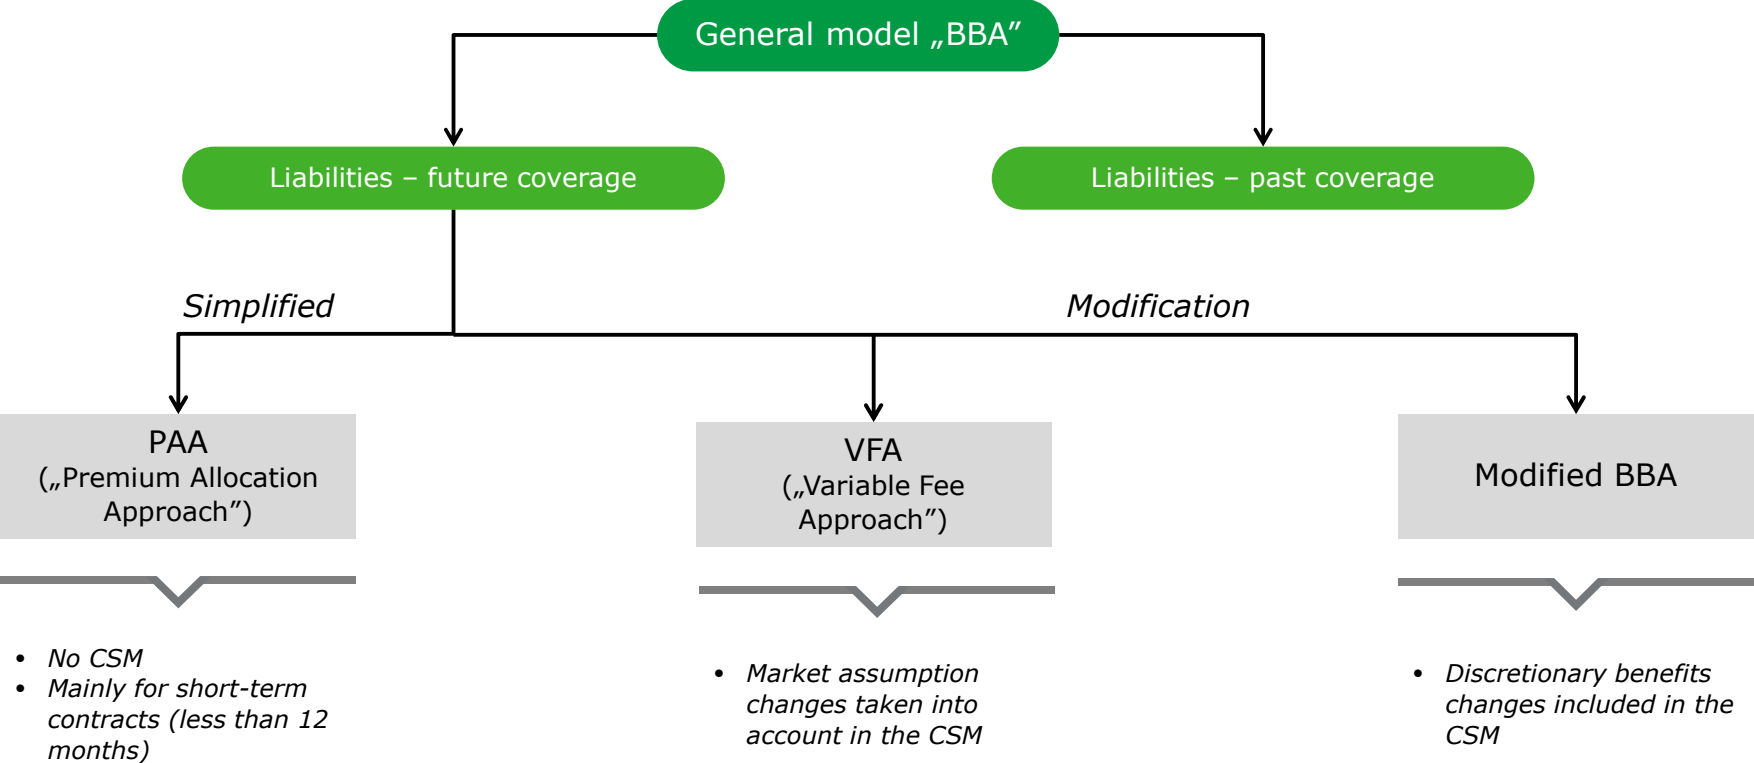 General model „BBA”
Liabilities – future coverage
Liabilities – past coverage
Simplified
Modification
PAA
(„Premium Allocation
Approach”)
VFA
(„Variable Fee
Approach”)
Modified BBA
• No CSM
• Mainly for short-term
contracts (less than 12
months)
• Market assumption
changes taken into
account in the CSM
• Discretionary benefits
changes included in the
CSM